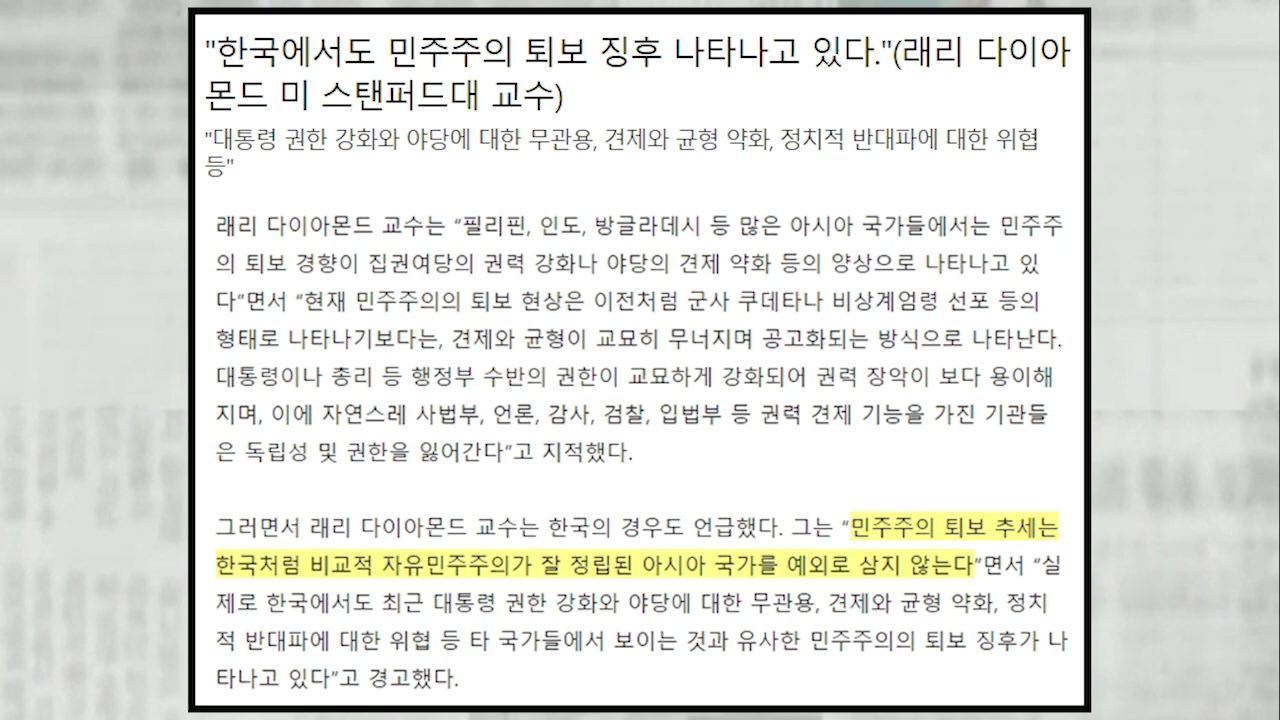 "한국에서도 민주주의 퇴보 징후 나타나고 있다."(래리 다이아
몬드 미 스탠퍼드대 교수)
"대통령 권한 강화와 야당에 대한 무관용, 견제와 균형 약화, 정치적 반대파에 대한 위협
등"
래리 다이아몬드 교수는 “필리핀, 인도, 방글라데시 등 많은 아시아 국가들에서는 민주주
의 퇴보 경향이 집권여당의 권력 강화나 야당의 견제 약화 등의 양상으로 나타나고 있
다”면서 “현재 민주주의의 퇴보 현상은 이전처럼 군사 쿠데타나 비상계엄령 선포 등의
형태로 나타나기보다는, 견제와 균형이 교묘히 무너지며 공고화되는 방식으로 나타난다.
대통령이나 총리 등 행정부 수반의 권한이 교묘하게 강화되어 권력 장악이 보다 용이해
지며, 이에 자연스레 사법부, 언론, 감사, 검찰, 입법부 등 권력 견제 기능을 가진 기관들
은 독립성 및 권한을 잃어간다”고 지적했다.
그러면서 래리 다이아몬드 교수는 한국의 경우도 언급했다. 그는 “민주주의 퇴보 추세는
한국처럼 비교적 자유민주주의가 잘 정립된 아시아 국가를 예외로 삼지 않는다”면서 “실
제로 한국에서도 최근 대통령 권한 강화와 야당에 대한 무관용, 견제와 균형 약화, 정치
적 반대파에 대한 위협 등 타 국가들에서 보이는 것과 유사한 민주주의의 퇴보 징후가 나
타나고 있다”고 경고했다.